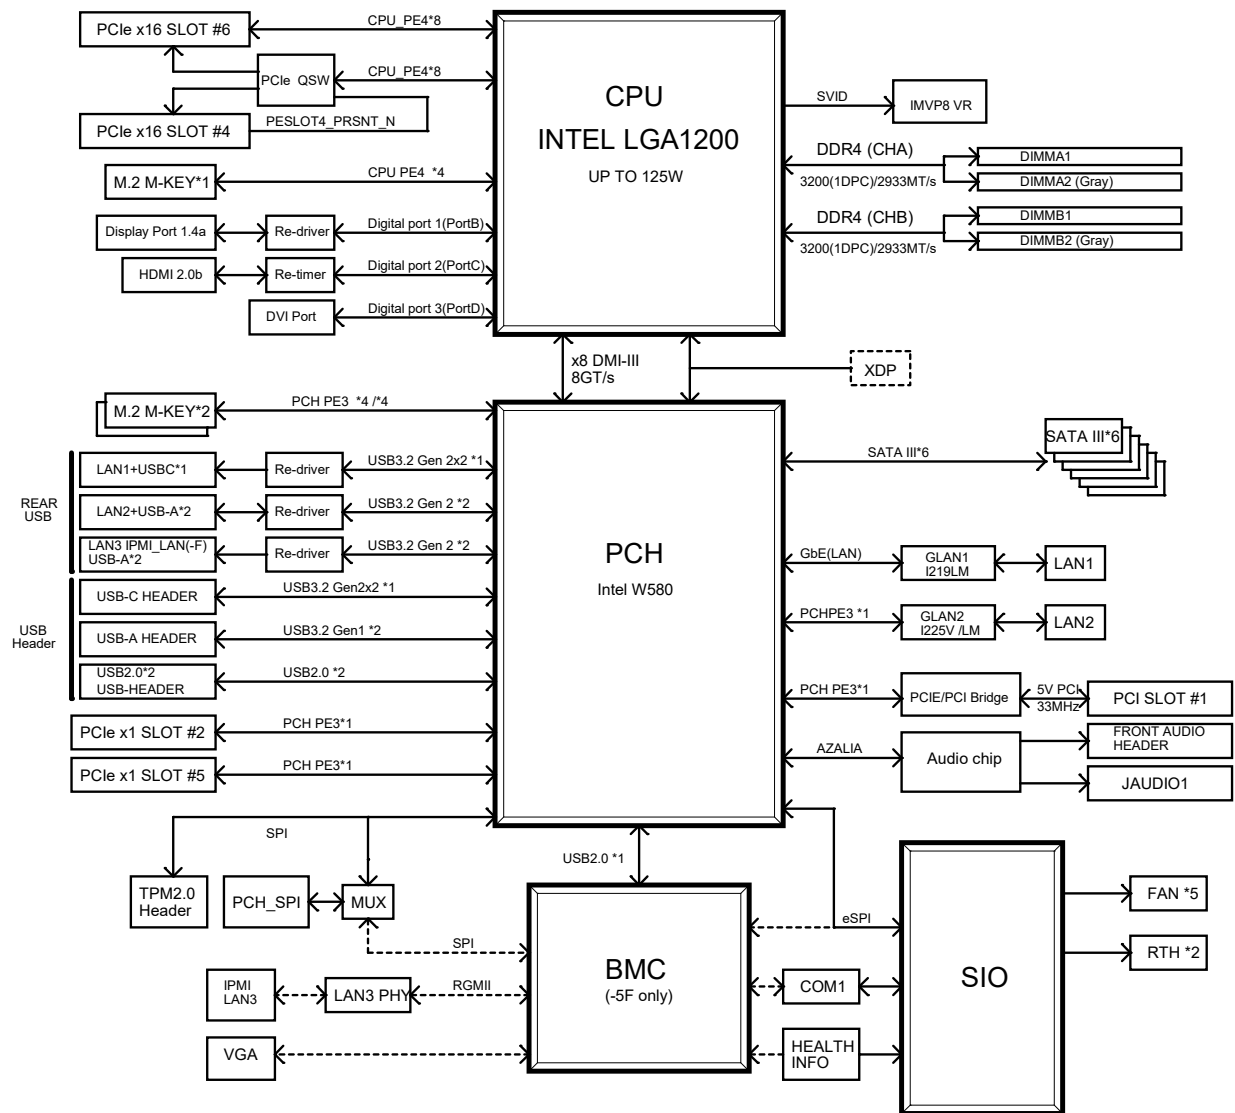 PCIe x16 SLOT #6
CPU_PE4*8
PCIe QSW
CPU_PE4*8
PCIe x16 SLOT #4
PESLOT4_PRSNT_N
M.2 M-KEY*1
CPU PE4 *4
Display Port 1.4a
Re-driver
Digital port 1(PortB)
HDMI 2.0b
Re-timer
Digital port 2(PortC)
DVI Port
Digital port 3(PortD)
CPU
INTEL LGA1200
UP TO 125W
SVID
IMVP8 VR
DDR4 (CHA)
3200(1DPC)/2933MT/s
DIMMA1
DIMMA2 (Gray)
DDR4 (CHB)
3200(1DPC)/2933MT/s
DIMMB1
DIMMB2 (Gray)
x8 DMI-III
8GT/s
XDP
M.2 M-KEY*2
PCH PE3 *4 /*4
REAR
USB
LAN1+USBC*1
Re-driver
USB3.2 Gen 2x2 *1
LAN2+USB-A*2
Re-driver
USB3.2 Gen 2 *2
LAN3 IPMI_LAN(-F)
USB-A*2
Re-driver
USB3.2 Gen 2 *2
USB
Header
USB-C HEADER
USB3.2 Gen2x2 *1
USB-A HEADER
USB3.2 Gen1 *2
USB2.0*2
USB-HEADER
USB2.0 *2
PCIe x1 SLOT #2
PCH PE3*1
PCIe x1 SLOT #5
PCH PE3*1
PCH
Intel W580
SATA III*6
SATA III*6
GbE(LAN)
GLAN1
I219LM
LAN1
PCHPE3 *1
GLAN2
I225V /LM
LAN2
PCH PE3*1
PCIE/PCI Bridge
5V PCI
33MHz
PCI SLOT #1
AZALIA
Audio chip
FRONT AUDIO
HEADER
JAUDIO1
SPI
TPM2.0
Header
PCH_SPI
MUX
SPI
USB2.0 *1
IPMI
LAN3
LAN3 PHY
RGMII
VGA
BMC
(-5F only)
eSPI
COM1
HEALTH
INFO
SIO
FAN *5
RTH *2